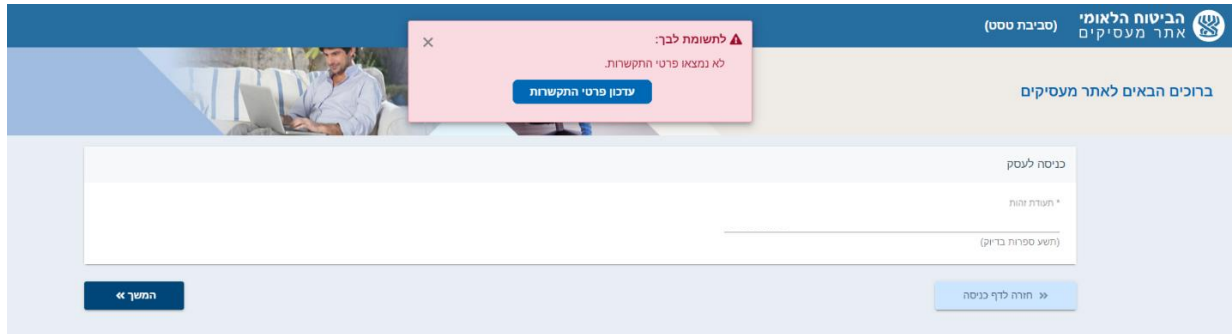 הביטוח הלאומי
אתר מעסיקים
(סביבת טסט)
לתשומת לבך:
לא נמצאו פרטי התקשרות.
עדכון פרטי התקשרות
ברוכים הבאים לאתר מעסיקים
כניסה לעסק
* תעודת זהות
(תשע ספרות בדיוק)
« חזרה לדף כניסה
המשך »